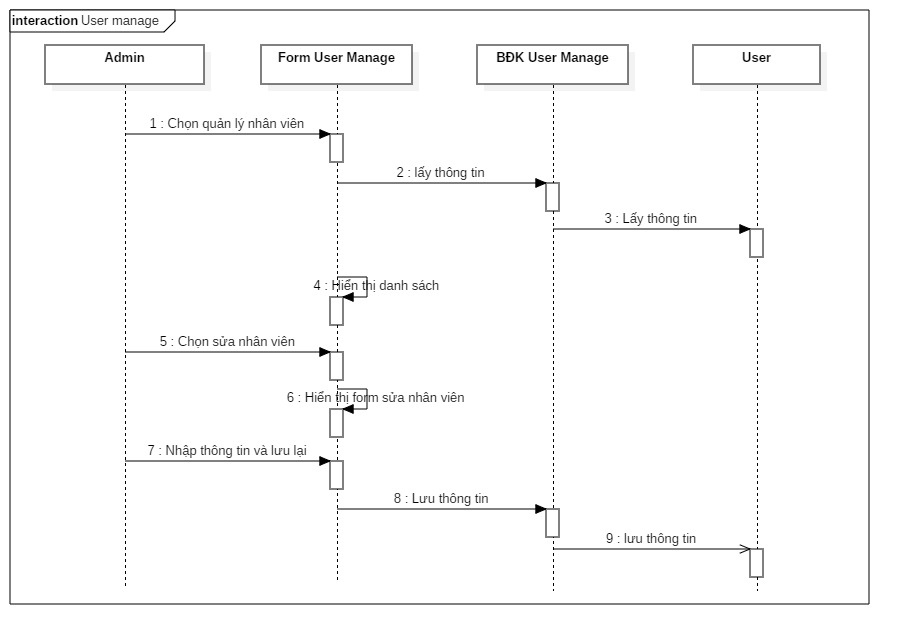 interaction User manage
Admin
Form User Manage
BĐK User Manage
User
1 : Chọn quản lý nhân viên
2 : lấy thông tin
3 : Lấy thông tin
4 : Hiển thị danh sách
5 : Chọn sửa nhân viên
6 : Hiển thị form sửa nhân viên
7 : Nhập thông tin và lưu lại
8 : Lưu thông tin
9 : lưu thông tin